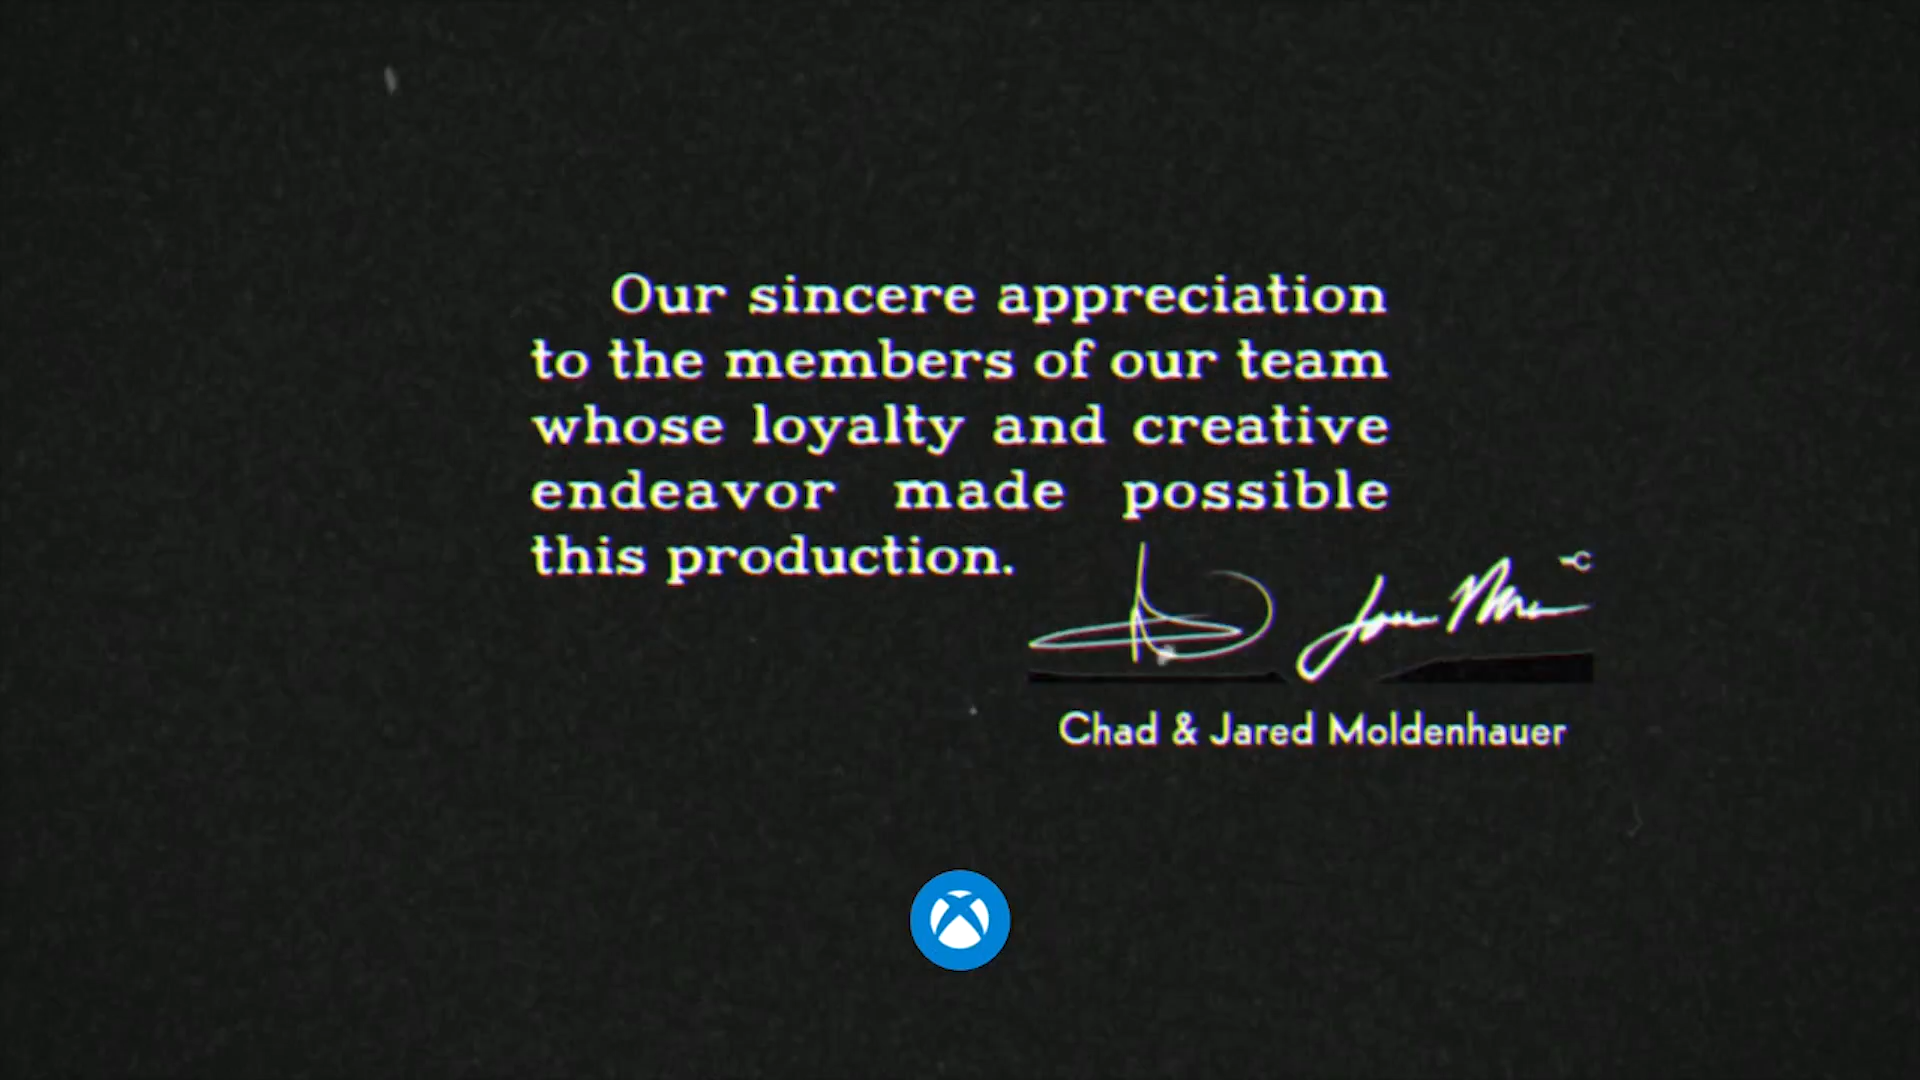 Our sincere appreciation
to the members of our team
whose loyalty and creative
endeavor made possible
this production.
Chad & Jared Moldenhauer